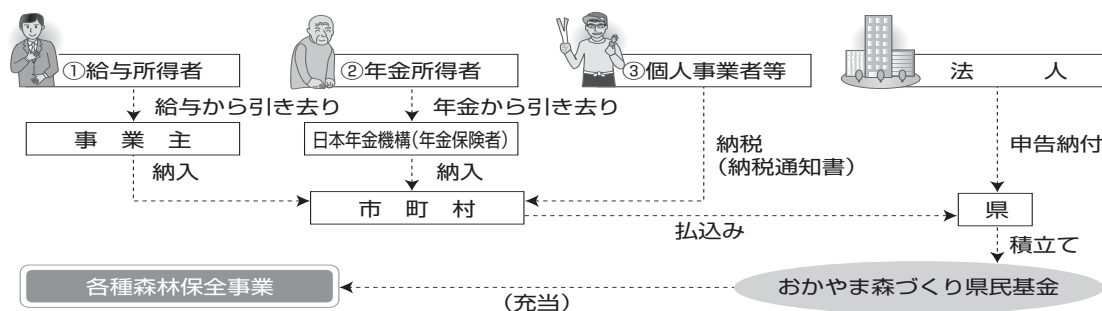 ①給与所得者
②年金所得者
③個人事業者等
法　人
給与から引き去り
年金から引き去り
事　業　主
日本年金機構(年金保険者)
納税
(納税通知書)
申告納付
納入
納入
市　町　村
県
払込み
積立て
各種森林保全事業
おかやま森づくり県民基金
(充当)